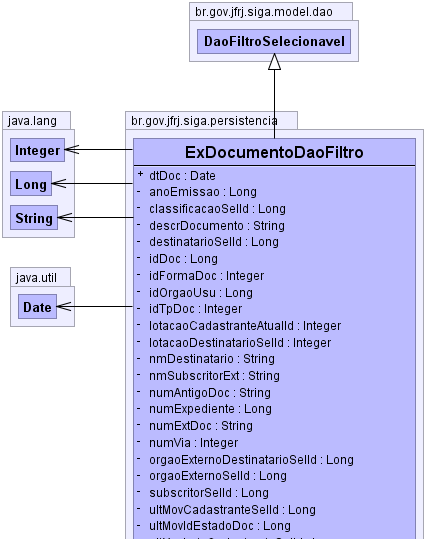 br.gov.jfrj.siga.model.dao
DaoFiltroSelecionavel
java.lang
Integer
Long
String
java.util
Date
br.gov.jfrj.siga.persistencia
ExDocumentoDaoFiltro
+ dtDoc : Date
- anoEmissao : Long
- classificacaoSelId : Long
- descrDocumento : String
- destinatarioSelId : Long
- idDoc : Long
- idFormaDoc : Integer
- idOrgaoUsu : Long
- idTpDoc : Integer
- lotacaoCadastranteAtualId : Integer
- lotacaoDestinatarioSelId : Integer
- nmDestinatario : String
- nmSubscritorExt : String
- numAntigoDoc : String
- numExpediente : Long
- numExtDoc : String
- numVia : Integer
- orgaoExternoDestinatarioSelId : Long
- orgaoExternoSelId : Long
- subscritorSelId : Long
- ultMovCadastranteSelId : Long
- ultMovIdEstadoDoc : Long